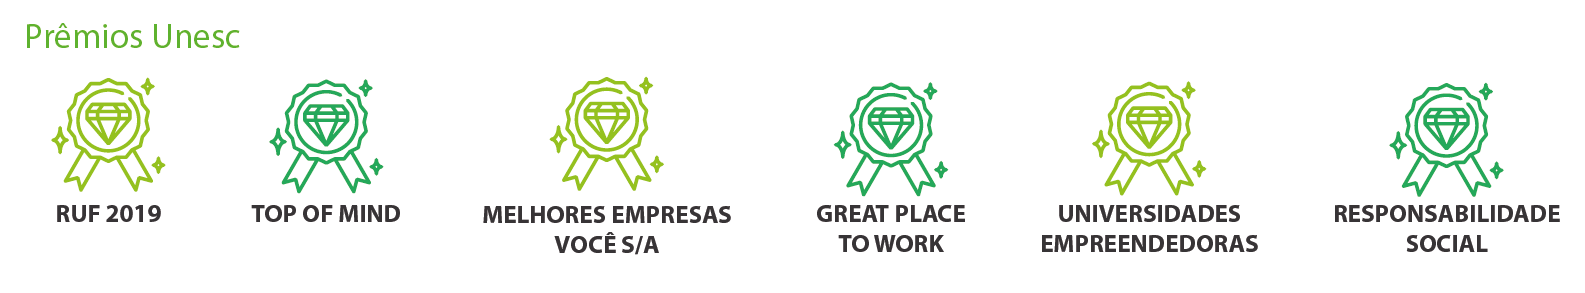 Prêmios Unesc
RUF 2019
TOP OF MIND
MELHORES EMPRESAS
VOCÊ S/A
GREAT PLACE
TO WORK
UNIVERSIDADES
EMPREENDEDORAS
RESPONSABILIDADE
SOCIAL